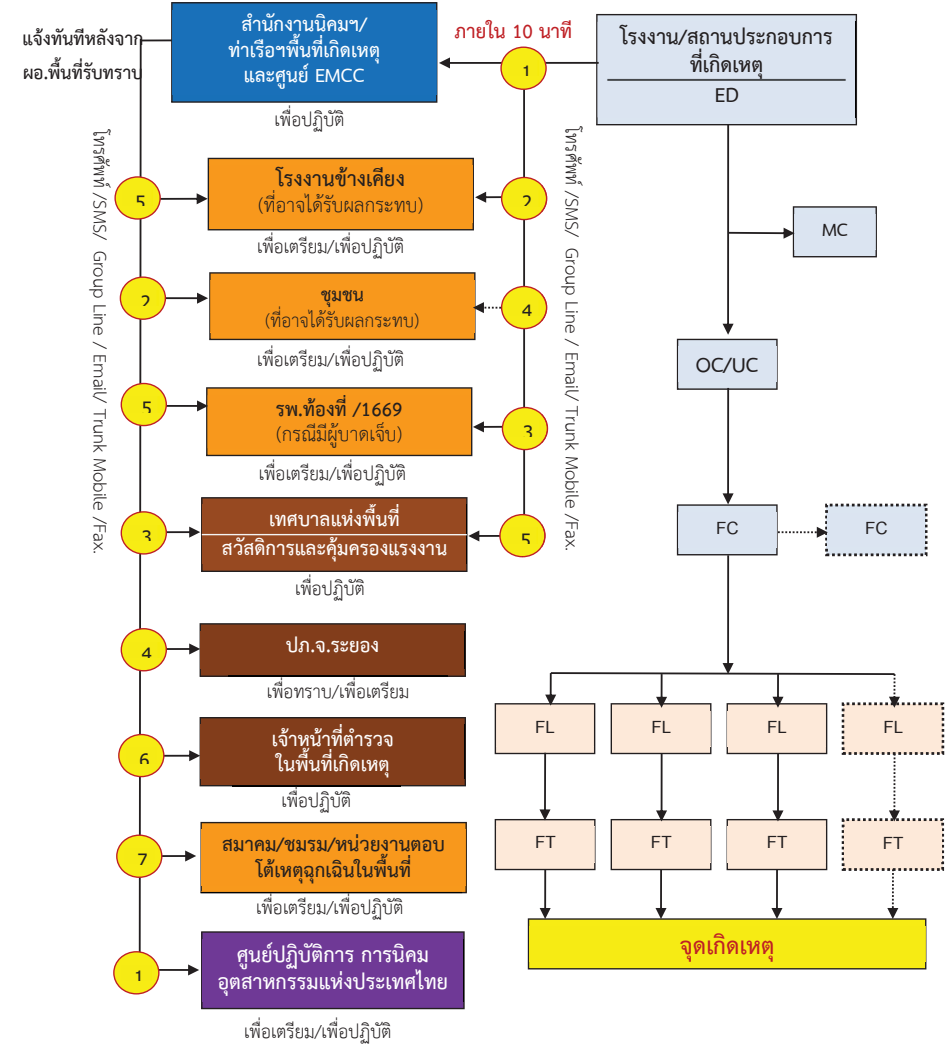 แจ้งทันทีหลังจาก
ผอ.พื้นที่รับทราบ
สำนักงานนิคมฯ/
ท่าเรือฯพื้นที่เกิดเหตุ
และศูนย์ EMCC
เพื่อปฏิบัติ
ภายใน 10 นาที
1
โรงงาน/สถานประกอบการ
ที่เกิดเหตุ
ED
โทรศัพท์ /SMS/ Group Line / Email/ Trunk Mobile /Fax.
โทรศัพท์ /SMS/ Group Line / Email/ Trunk Mobile /Fax.
5
โรงงานข้างเคียง
(ที่อาจได้รับผลกระทบ)
2
เพื่อเตรียม/เพื่อปฏิบัติ
2
ชุมชน
(ที่อาจได้รับผลกระทบ)
4
เพื่อเตรียม/เพื่อปฏิบัติ
5
รพ.ท้องที่ /1669
(กรณีมีผู้บาดเจ็บ)
3
เพื่อเตรียม/เพื่อปฏิบัติ
3
เทศบาลแห่งพื้นที่
สวัสดิการและคุ้มครองแรงงาน
5
เพื่อปฏิบัติ
4
ปภ.จ.ระยอง
เพื่อทราบ/เพื่อเตรียม
6
เจ้าหน้าที่ตำรวจ
ในพื้นที่เกิดเหตุ
เพื่อปฏิบัติ
7
สมาคม/ชมรม/หน่วยงานตอบ
โต้เหตุฉุกเฉินในพื้นที่
เพื่อเตรียม/เพื่อปฏิบัติ
1
ศูนย์ปฏิบัติการ การนิคม
อุตสาหกรรมแห่งประเทศไทย
เพื่อเตรียม/เพื่อปฏิบัติ
MC
OC/UC
FC
FC
FL
FL
FL
FL
FT
FT
FT
FT
จุดเกิดเหตุ